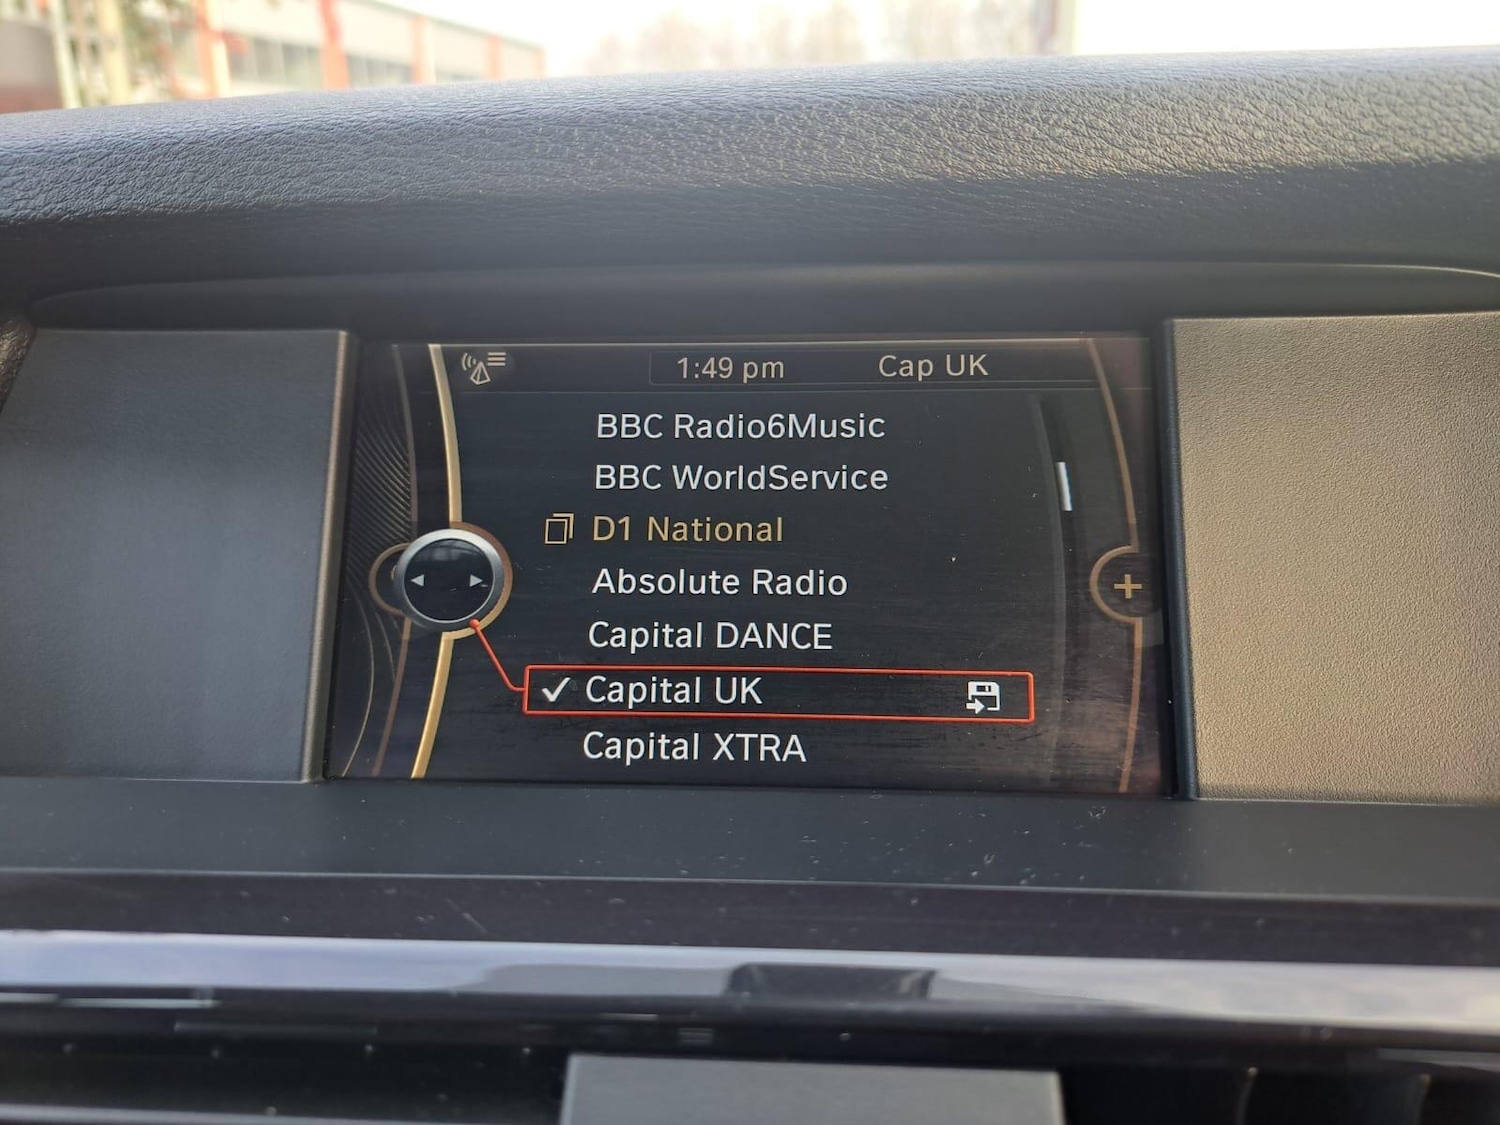 1:49 pm Cap UK
BBC Radio6Music
BBC WorldService
D1 National
Absolute Radio
Capital DANCE
Capital UK
Capital XTRA